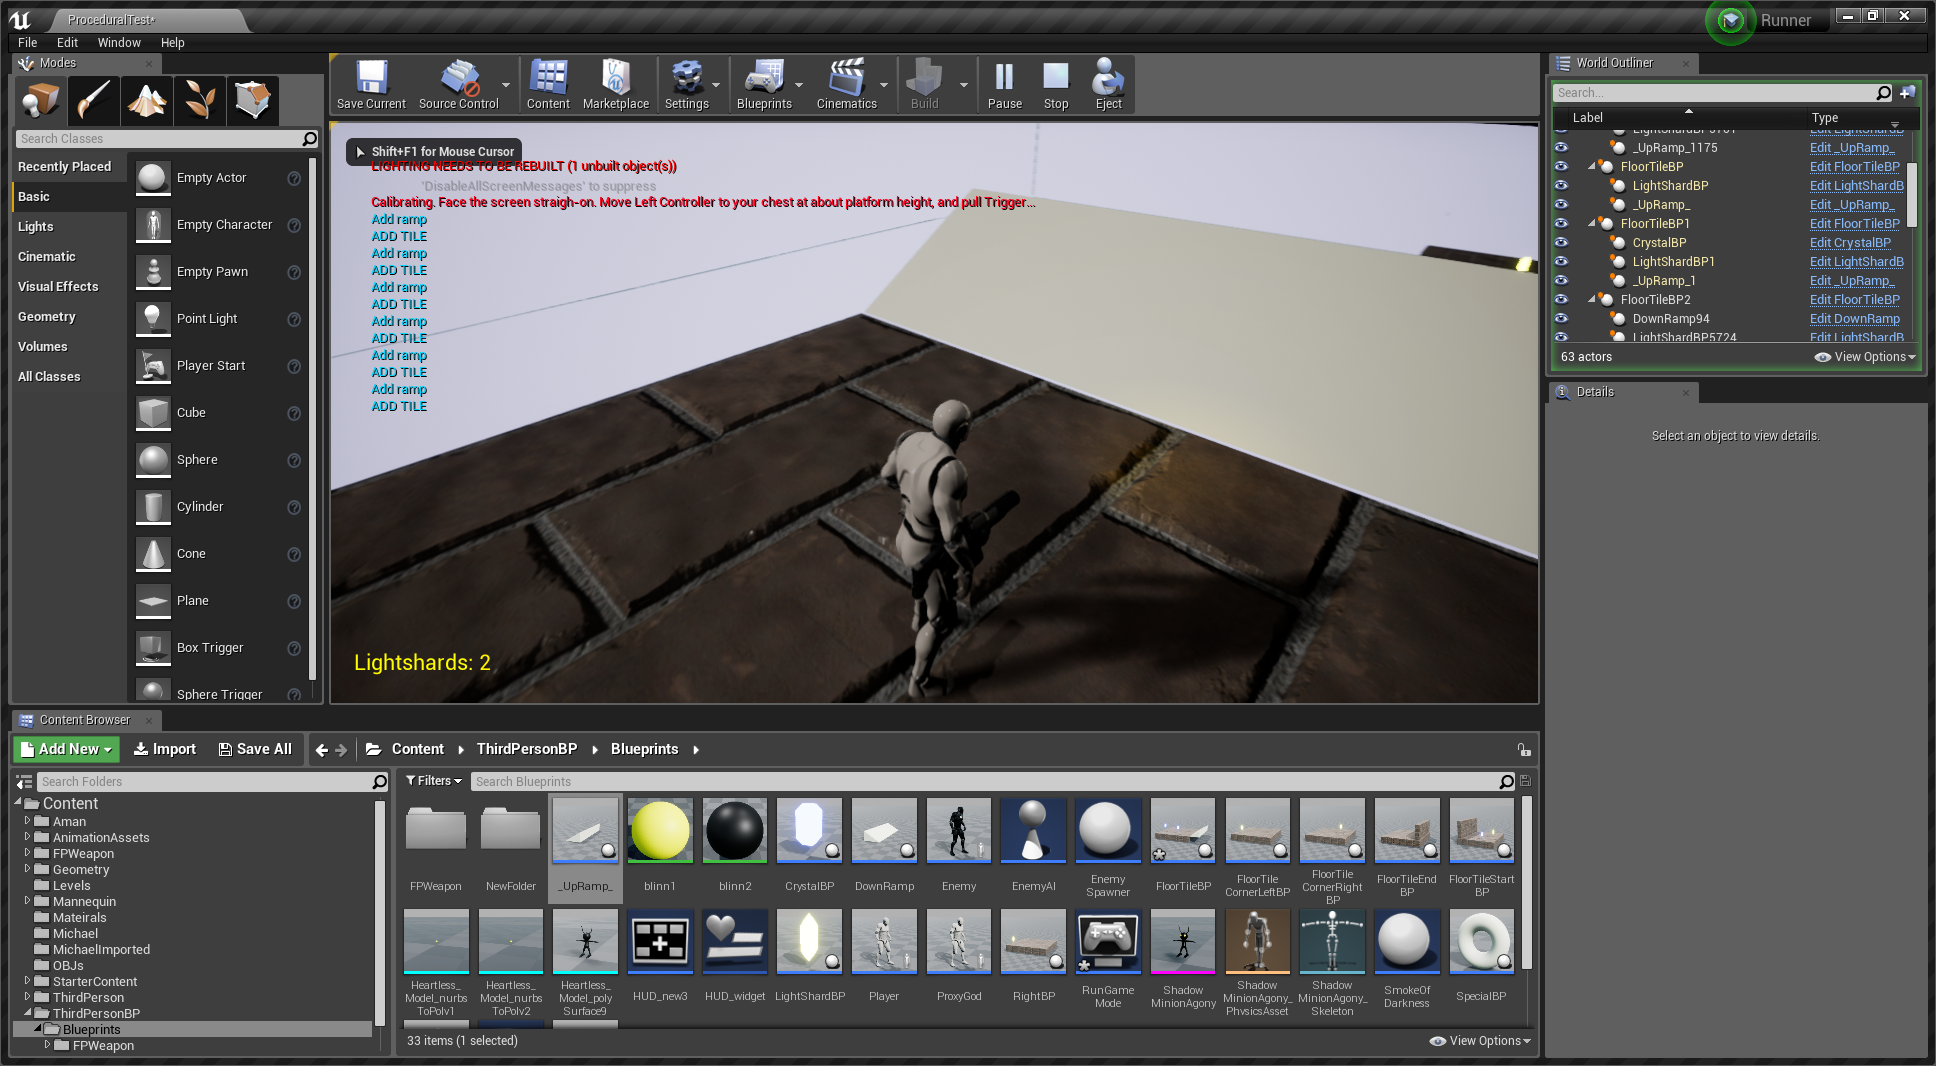 ProceduralTest*
Runner
File Edit Window Help
Modes
Search Classes
Recently Placed
Basic
Lights
Cinematic
Visual Effects
Geometry
Volumes
All Classes
Empty Actor
Empty Character
Empty Pawn
Point Light
Player Start
Cube
Sphere
Cylinder
Cone
Plane
Box Trigger
Sphere Trigger
Save Current Source Control Content Marketplace Settings Blueprints Cinematics Build Pause Stop Eject
Shift+F1 for Mouse Cursor
LIGHTING NEEDS TO BE REBUILT (1 unbuilt object(s))
'DisableAllScreenMessages' to suppress
Calibrating. Face the screen straigh-on. Move Left Controller to your chest at about platform height, and pull Trigger...
Add ramp
ADD TILE
Add ramp
ADD TILE
Add ramp
ADD TILE
Add ramp
ADD TILE
Add ramp
ADD TILE
Add ramp
ADD TILE
Lightshards: 2
World Outliner
Search...
Label Type
_UpRamp_1175 Edit _UpRamp_
FloorTileBP Edit FloorTileBP
LightShardBP Edit LightShardB
_UpRamp_ Edit _UpRamp_
FloorTileBP1 Edit FloorTileBP
CrystalBP Edit CrystalBP
LightShardBP1 Edit LightShardB
_UpRamp_1 Edit _UpRamp_
FloorTileBP2 Edit FloorTileBP
DownRamp94 Edit DownRamp
LightShardBP5724 Edit LightShardB
63 actors View Options
Details
Select an object to view details.
Content Browser
Add New Import Save All Content ThirdPersonBP Blueprints
Search Folders
Content
Aman
AnimationAssets
FPWeapon
Geometry
Levels
Mannequin
Mateirals
Michael
MichaelImported
OBJs
StarterContent
ThirdPerson
ThirdPersonBP
Blueprints
FPWeapon
Filters Search Blueprints
FPWeapon
NewFolder
_UpRamp_
blinn1
blinn2
CrystalBP
DownRamp
Enemy
EnemyAI
Enemy
Spawner
FloorTileBP
FloorTile
CornerLeftBP
FloorTile
CornerRight
BP
FloorTileEnd
BP
FloorTileStart
BP
Heartless_
Model_nurbs
ToPolv1
Heartless_
Model_nurbs
ToPolv2
Heartless_
Model_poly
Surface9
HUD_new3
HUD_widget
LightShardBP
Player
ProxyGod
RightBP
RunGame
Mode
Shadow
MinionAgony
Shadow
MinionAgony_
PhvsicsAsset
Shadow
MinionAgony_
Skeleton
SmokeOf
Darkness
SpecialBP
33 items (1 selected) View Options